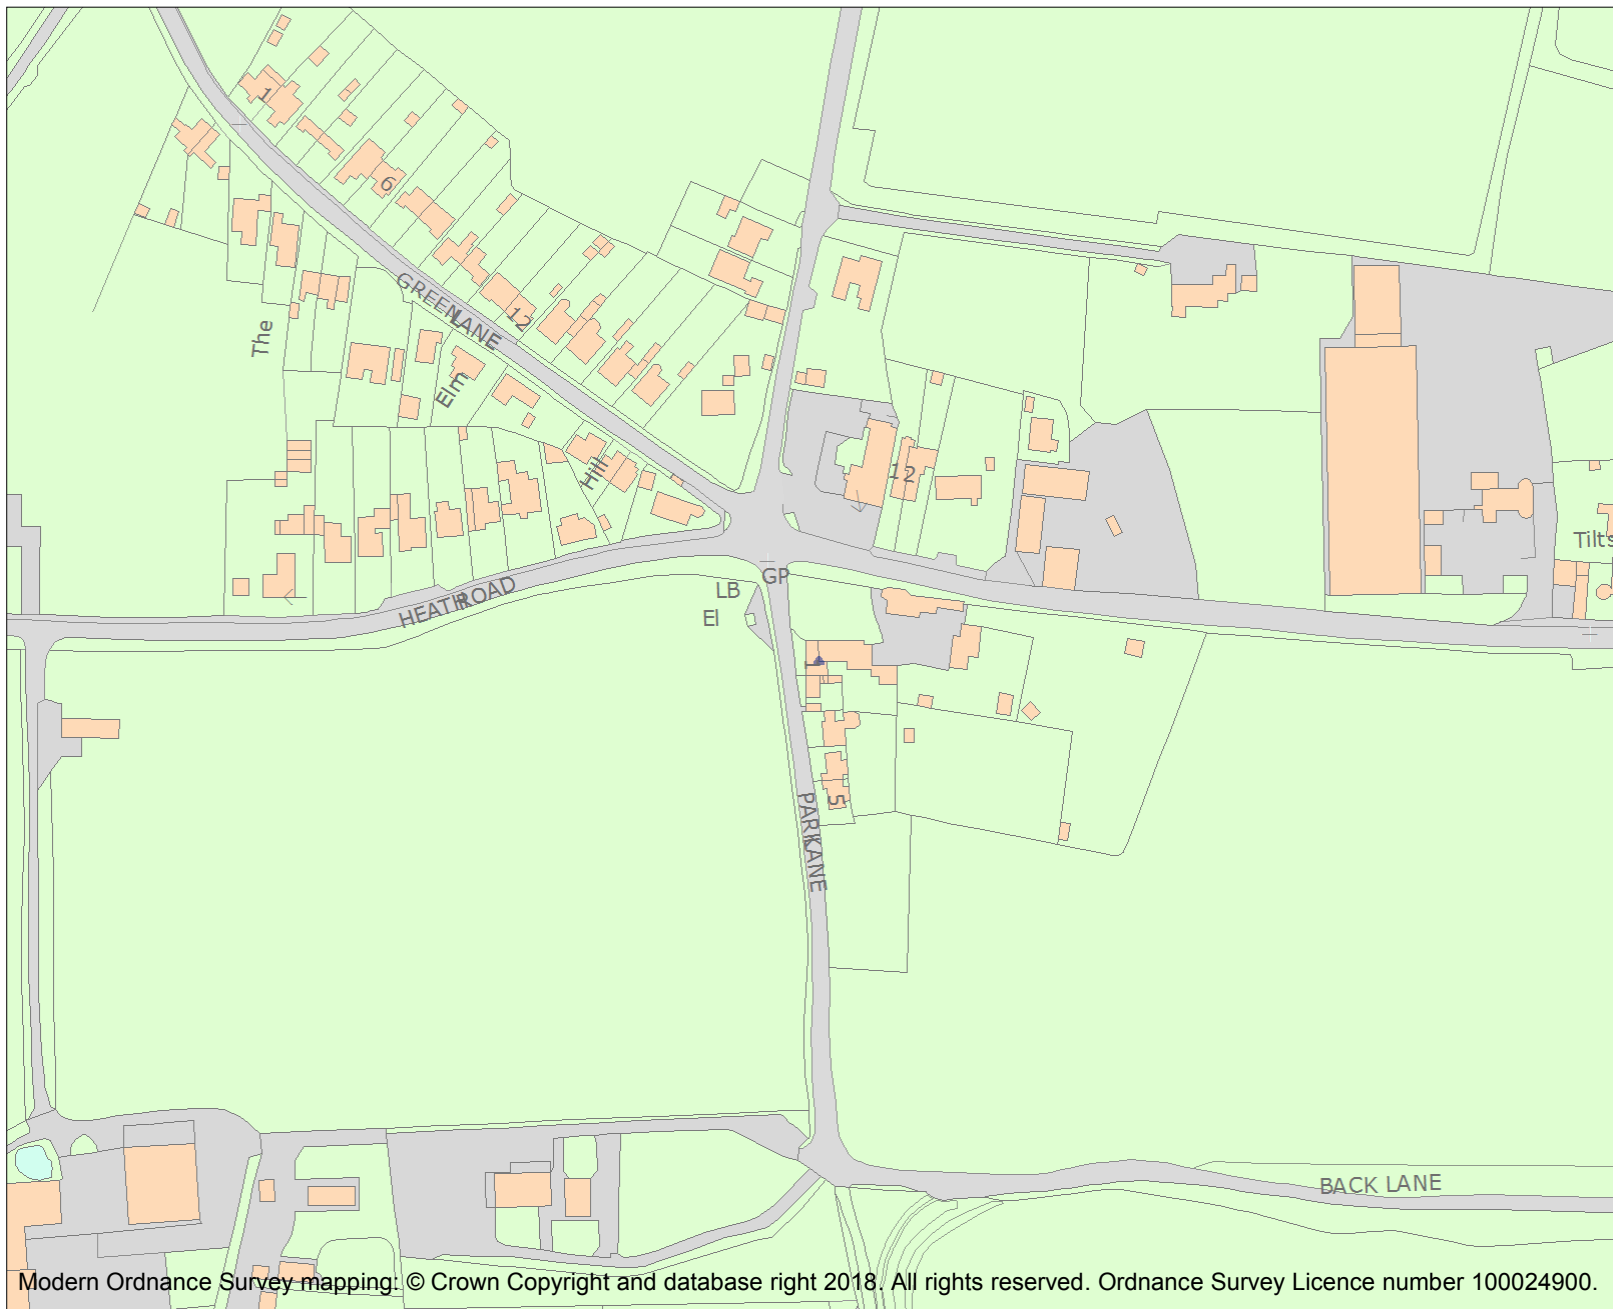 1
6
GREEN LANE
12
The
Elm
Hill
12
Tilts
HEATH ROAD
GP
LB
El
1
5
PARK LANE
BACK LANE
Modern Ordnance Survey mapping: © Crown Copyright and database right 2018. All rights reserved. Ordnance Survey Licence number 100024900.